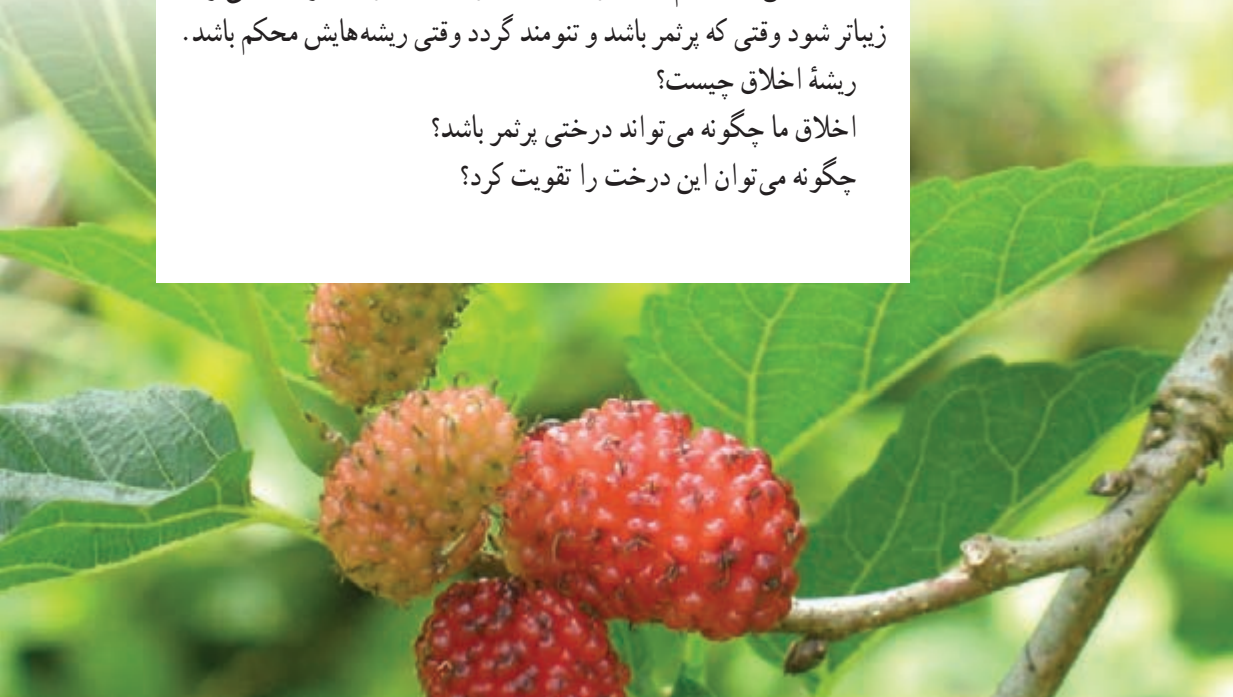 زیباتر شود وقتی که پرثمر باشد و تنومند گردد وقتی ریشه‌هایش محکم باشد.
ریشهٔ اخلاق چیست؟
اخلاق ما چگونه می‌تواند درختی پرثمر باشد؟
چگونه می‌توان این درخت را تقویت کرد؟